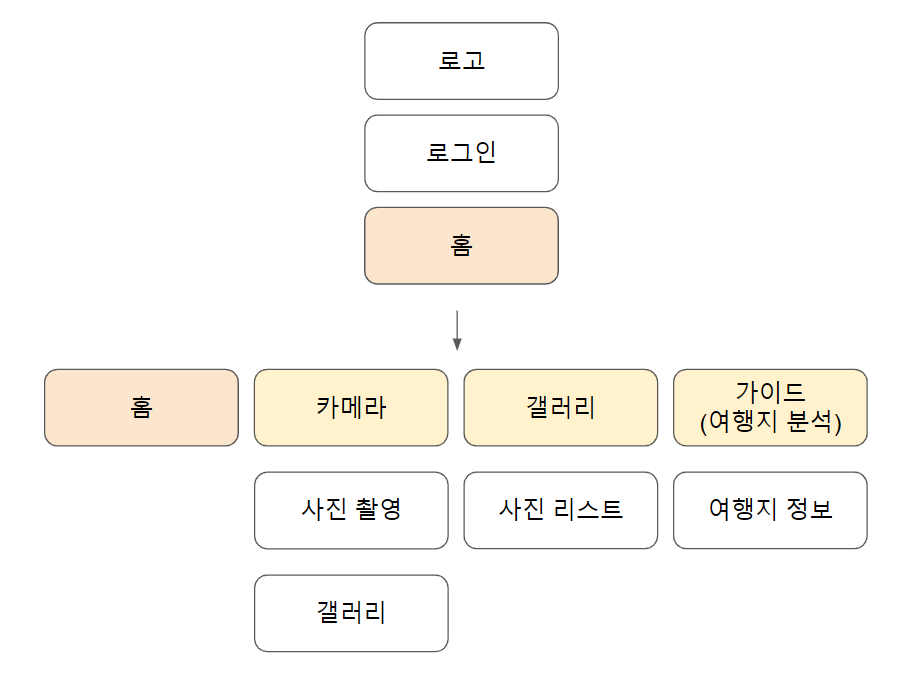 로고
로그인
홈
홈
카메라
갤러리
가이드
(여행지 분석)
사진 촬영
사진 리스트
여행지 정보
갤러리